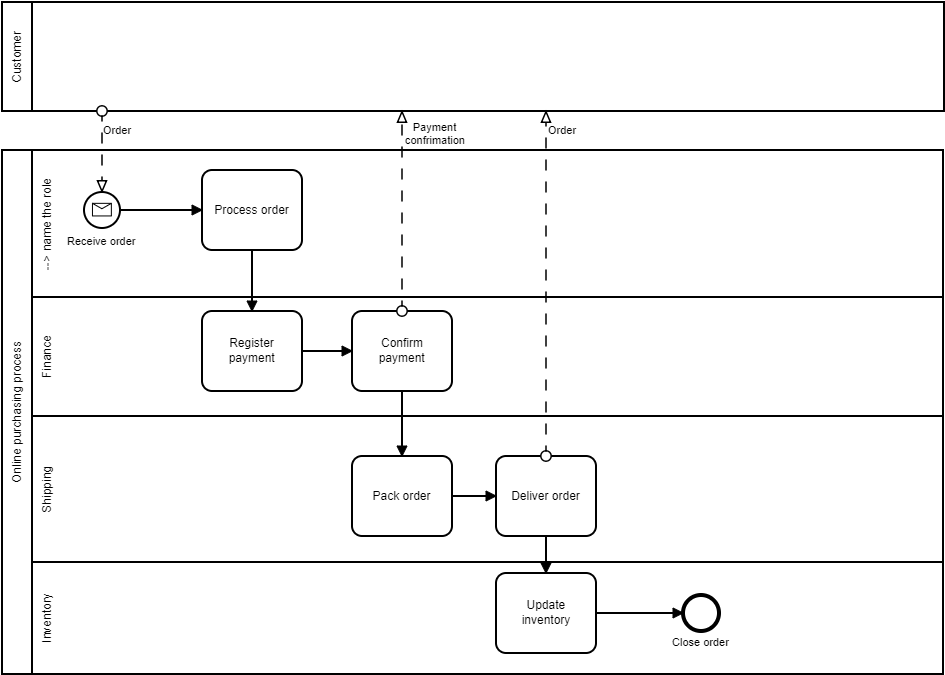 Customer
Order
Payment
confrimation
Order
Online purchasing process
---> name the role
Receive order
Process order
Finance
Register
payment
Confirm
payment
Shipping
Pack order
Deliver order
Inventory
Update
inventory
Close order